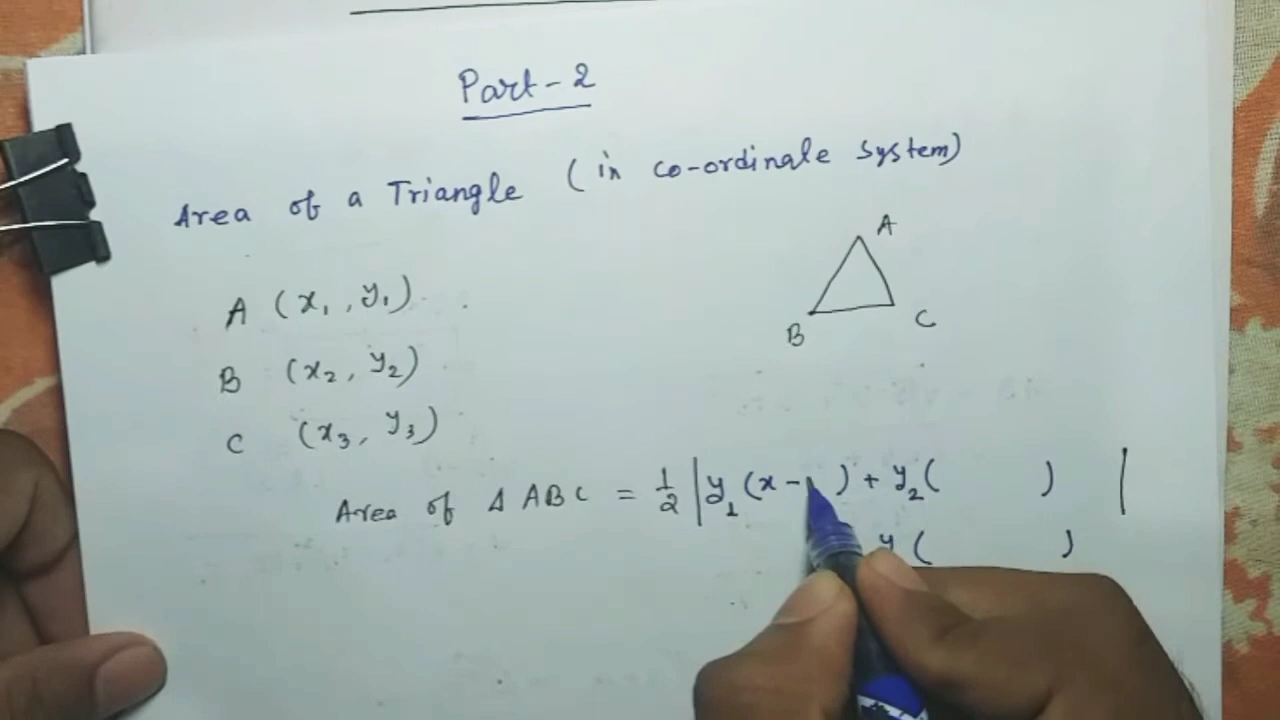 Part-2
Area of a Triangle (in co-ordinate system)
A
A (x₁, y₁)
B C
B (x₂, y₂)
C (x₃, y₃)
Area of Δ ABC = 1/2 | y₁(x- ) + y₂( ) |
y( )